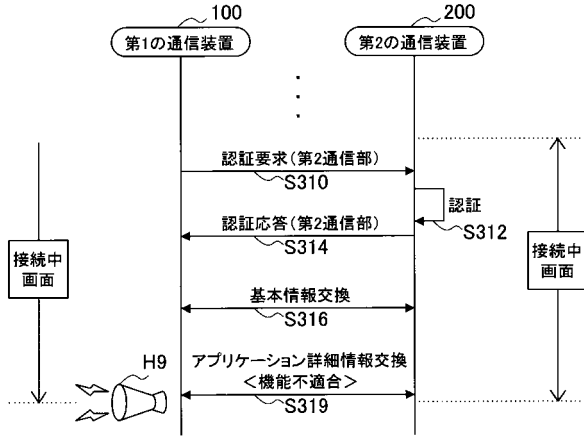 100
200
第1の通信装置
第2の通信装置
認証要求(第2通信部)
S310
認証
S312
認証応答(第2通信部)
S314
接続中
画面
接続中
画面
基本情報交換
S316
H9
アプリケーション詳細情報交換
<機能不適合>
S319